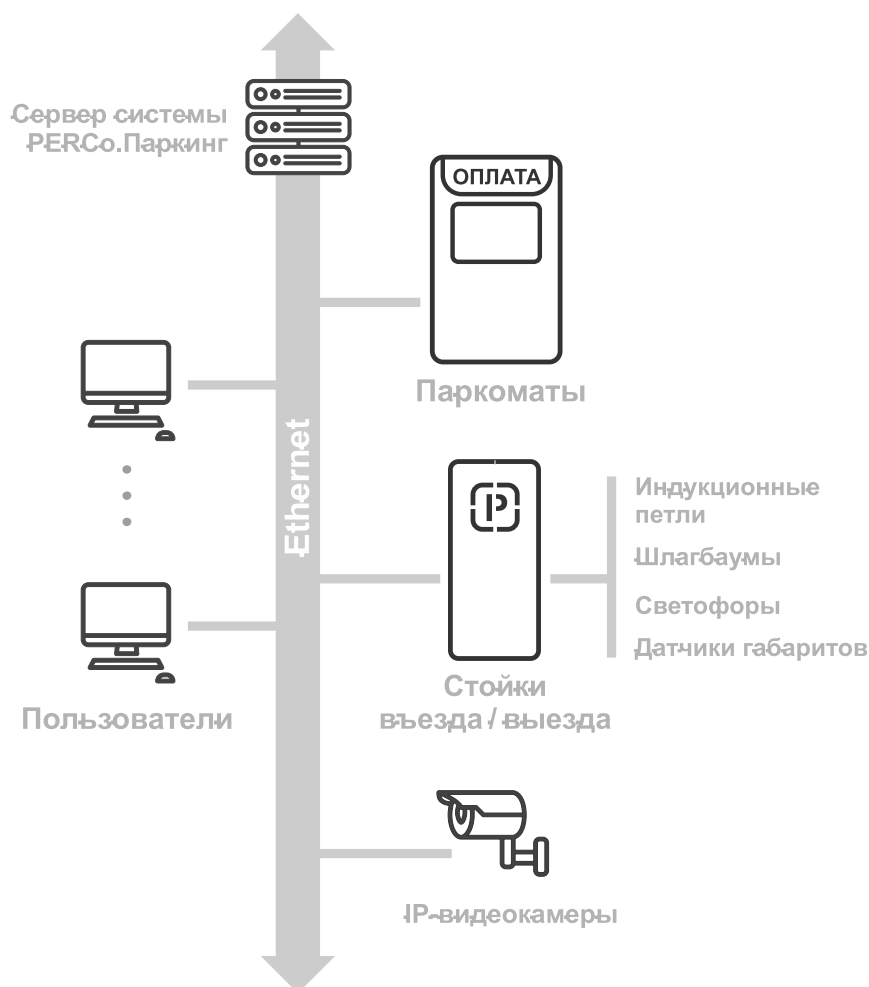 Сервер системы
PERCo.Паркинг
ОПЛАТА
Паркоматы
Ethernet
P
Индукционные
петли
Шлагбаумы
Светофоры
Датчики габаритов
Стойки
въезда / выезда
Пользователи
IP-видеокамеры